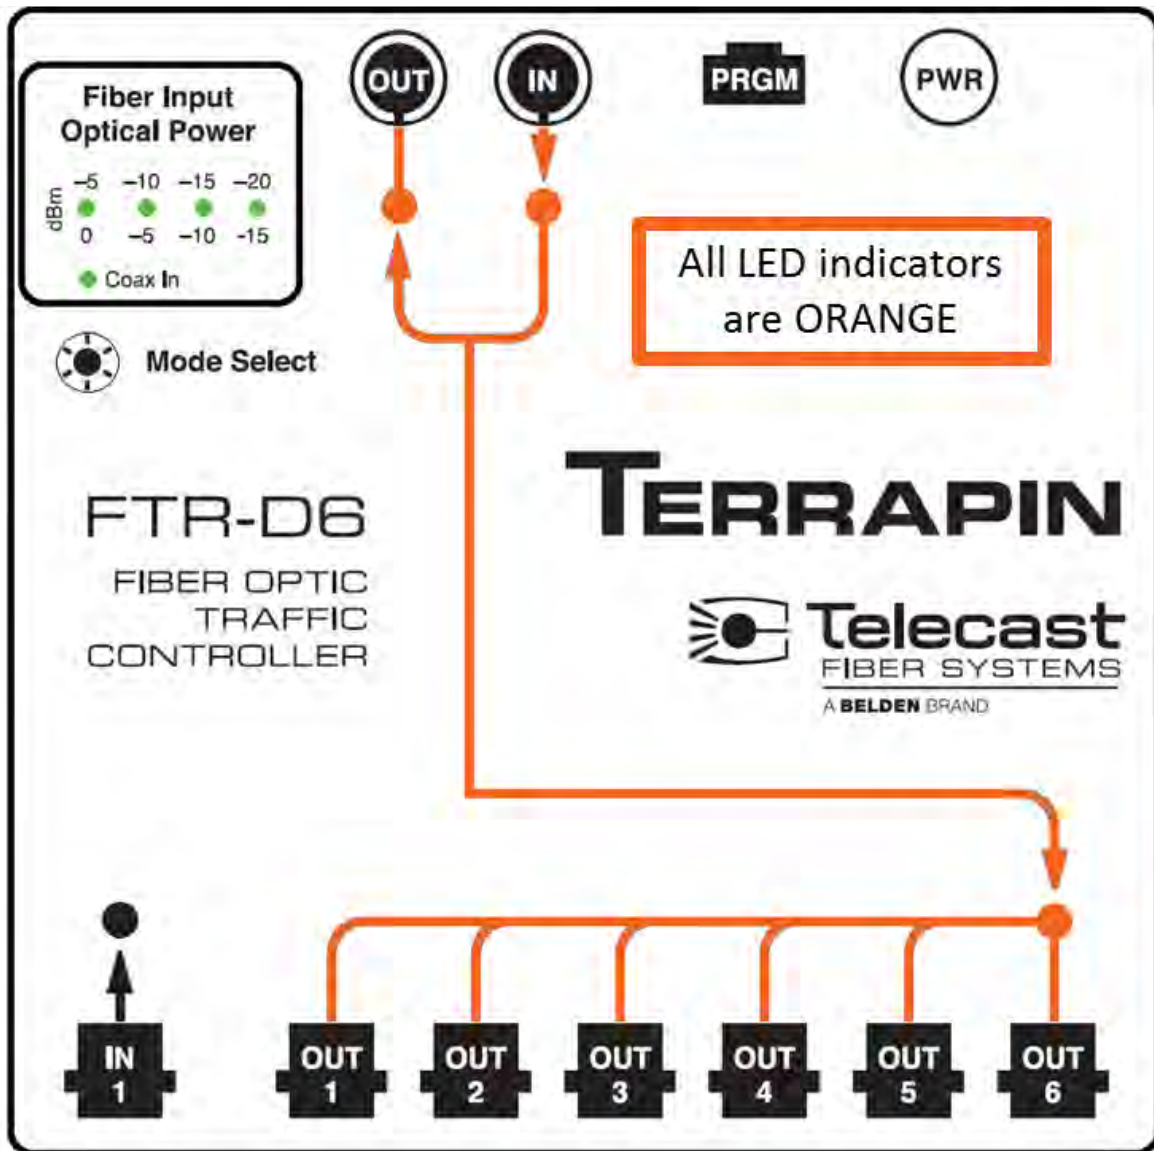 OUT
IN
PRGM
PWR
Fiber Input
Optical Power
dBm
–5 –10 –15 –20
0 –5 –10 -15
Coax In
All LED indicators
are ORANGE
Mode Select
FTR-D6
FIBER OPTIC
TRAFFIC
CONTROLLER
TERRAPIN
Telecast
FIBER SYSTEMS
A BELDEN BRAND
IN
1
OUT
1
OUT
2
OUT
3
OUT
4
OUT
5
OUT
6